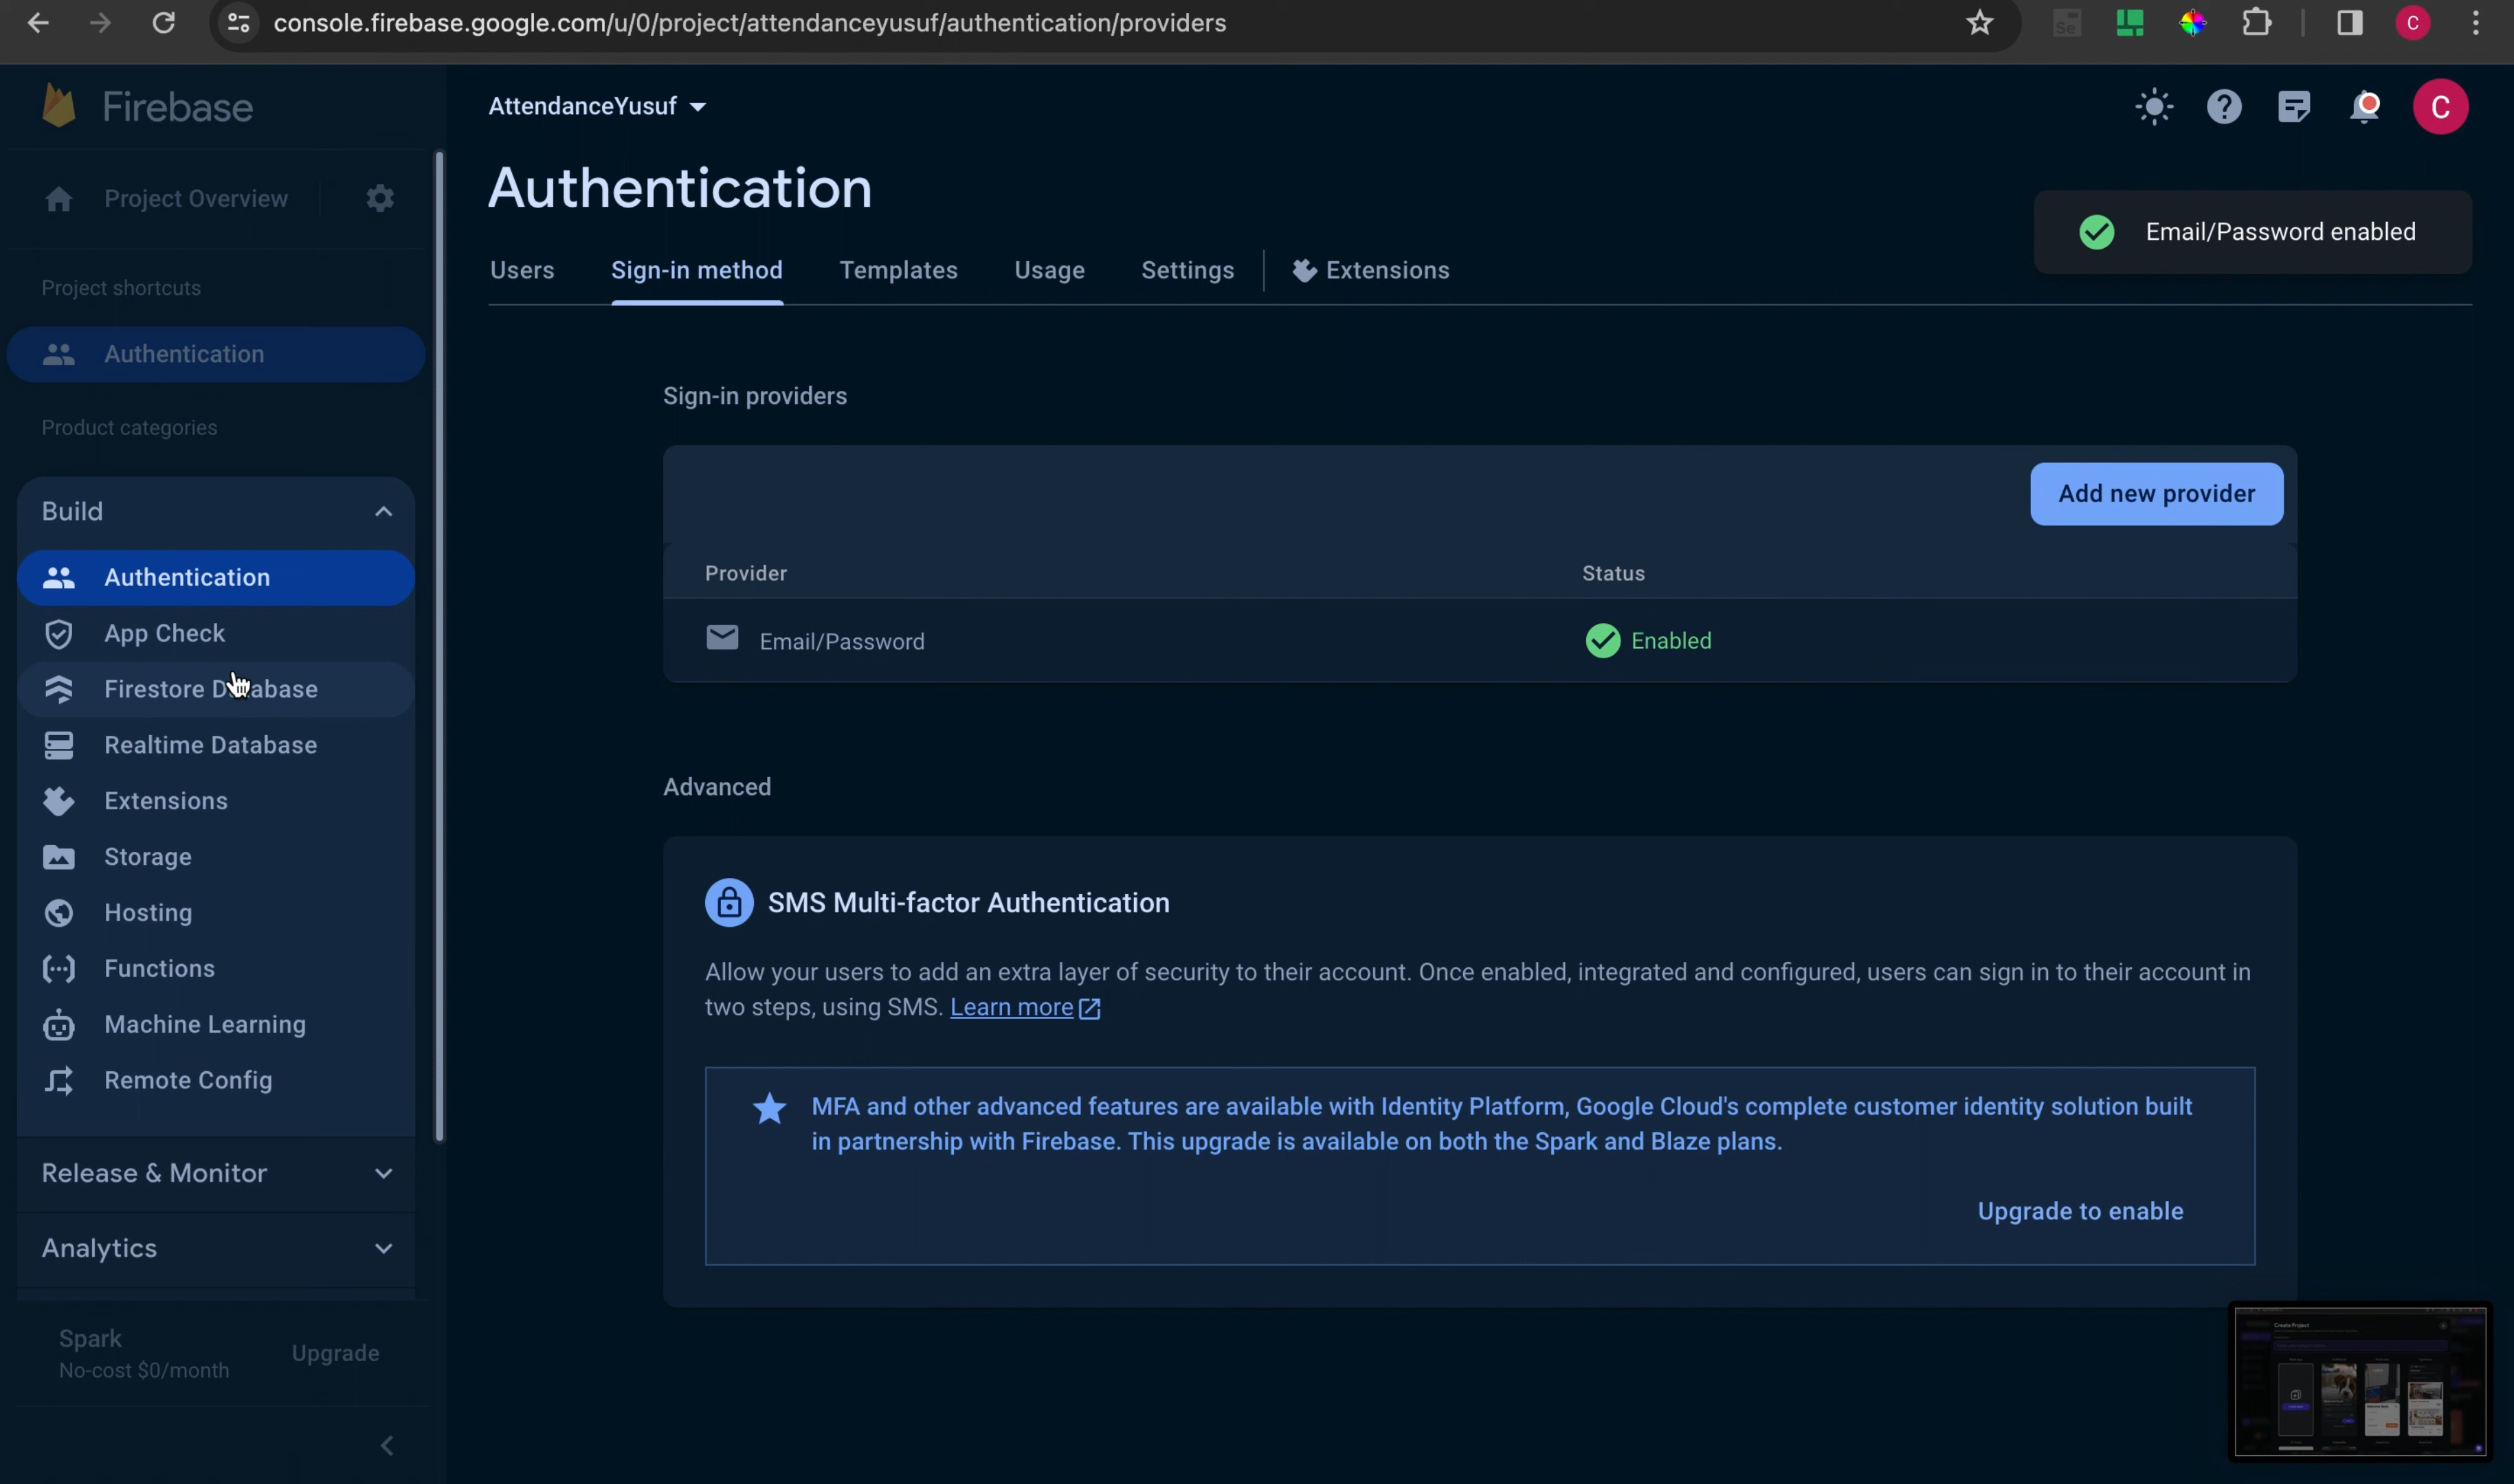 console.firebase.google.com/u/0/project/attendanceyusuf/authentication/providers
C
Firebase
AttendanceYusuf
C
Authentication
Project Overview
Email/Password enabled
Users
Sign-in method
Templates
Usage
Settings
Extensions
Project shortcuts
Authentication
Product categories
Sign-in providers
Build
Add new provider
Authentication
Provider
Status
App Check
Email/Password
Enabled
Firestore Database
Realtime Database
Extensions
Advanced
Storage
SMS Multi-factor Authentication
Hosting
Functions
Allow your users to add an extra layer of security to their account. Once enabled, integrated and configured, users can sign in to their account in
two steps, using SMS. Learn more
Machine Learning
Remote Config
MFA and other advanced features are available with Identity Platform, Google Cloud's complete customer identity solution built
in partnership with Firebase. This upgrade is available on both the Spark and Blaze plans.
Release & Monitor
Upgrade to enable
Analytics
Spark
No-cost $0/month
Upgrade
Create Project